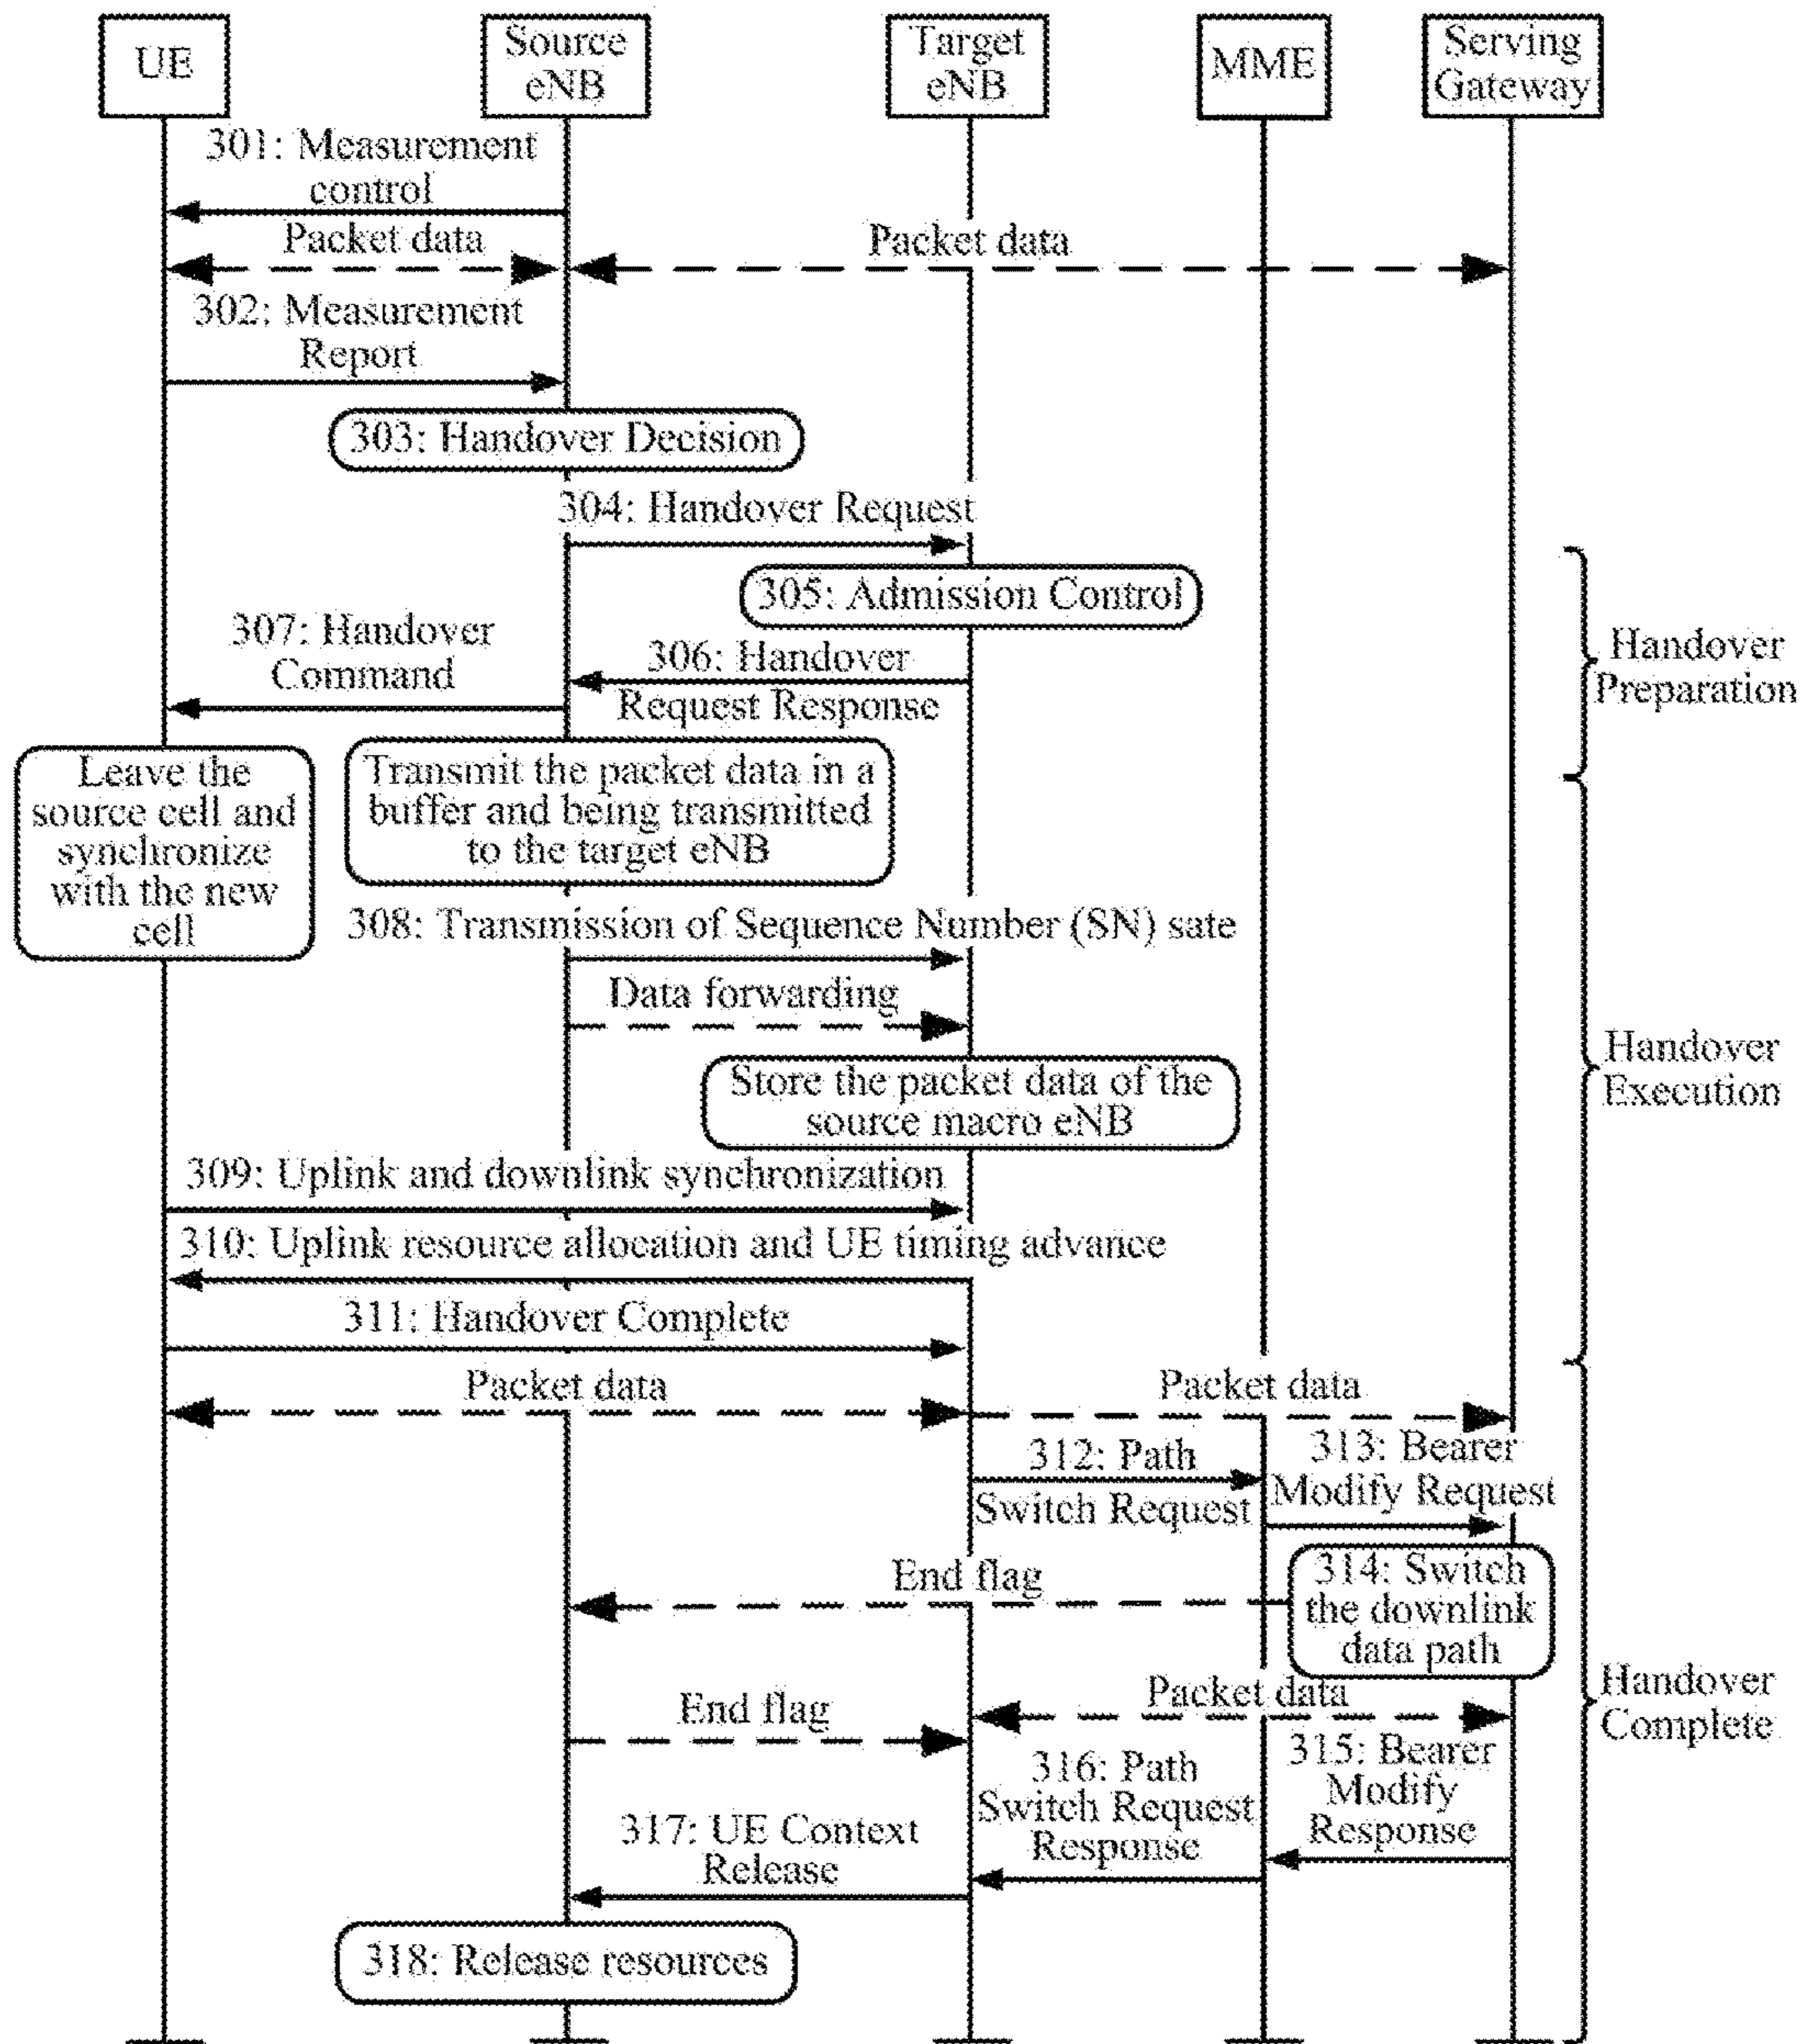 UE
Source
eNB
Target
eNB
MME
Serving
Gateway
301: Measurement
control
Packet data
Packet data
302: Measurement
Report
303: Handover Decision
304: Handover Request
305: Admission Control
307: Handover
Command
306: Handover
Request Response
Handover
Preparation
Leave the
source cell and
synchronize
with the new
cell
Transmit the packet data in a
buffer and being transmitted
to the target eNB
308: Transmission of Sequence Number (SN) sate
Data forwarding
Store the packet data of the
source macro eNB
Handover
Execution
309: Uplink and downlink synchronization
310: Uplink resource allocation and UE timing advance
311: Handover Complete
Packet data
Packet data
312: Path
Switch Request
313: Bearer
Modify Request
End flag
314: Switch
the downlink
data path
Packet data
End flag
Handover
Complete
315: Bearer
Modify
Response
316: Path
Switch Request
Response
317: UE Context
Release
318: Release resources